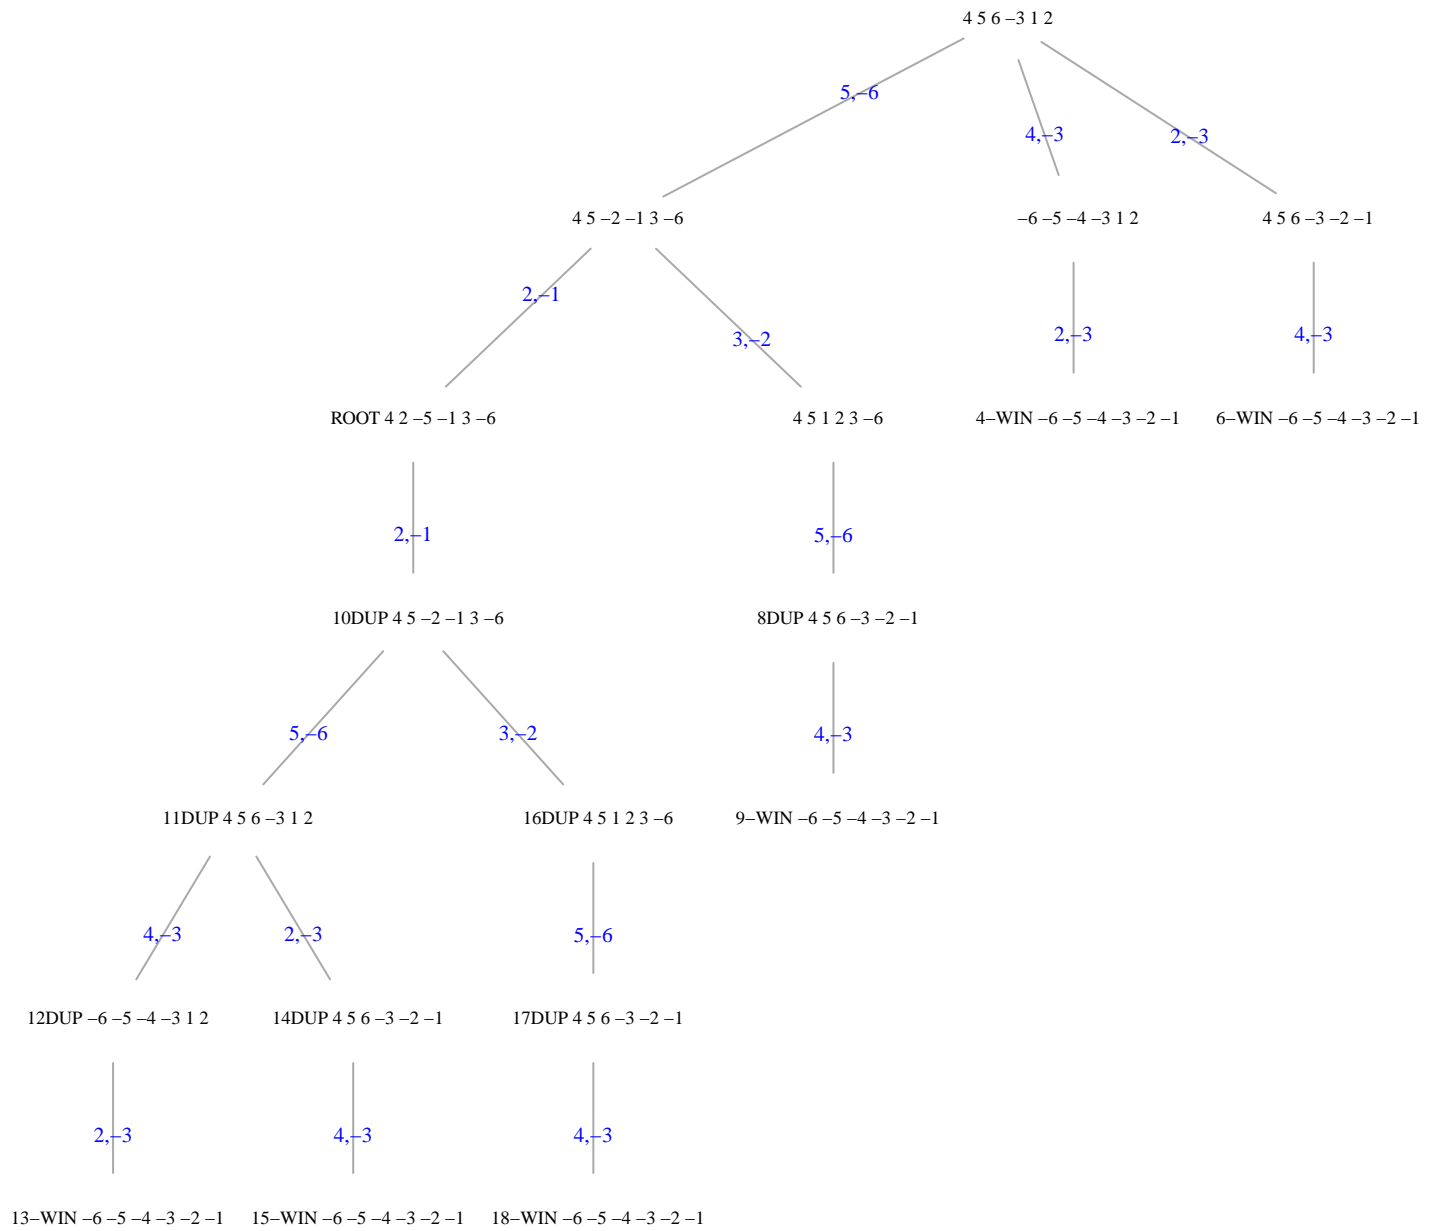 4 5 6 –3 1 2
5,–6
4,–3
2,–3
4 5 –2 –1 3 –6
–6 –5 –4 –3 1 2
4 5 6 –3 –2 –1
2,–1
3,–2
2,–3
4,–3
ROOT 4 2 –5 –1 3 –6
4 5 1 2 3 –6
4–WIN –6 –5 –4 –3 –2 –1
6–WIN –6 –5 –4 –3 –2 –1
2,–1
5,–6
10DUP 4 5 –2 –1 3 –6
8DUP 4 5 6 –3 –2 –1
5,–6
3,–2
4,–3
11DUP 4 5 6 –3 1 2
16DUP 4 5 1 2 3 –6
9–WIN –6 –5 –4 –3 –2 –1
4,–3
2,–3
5,–6
12DUP –6 –5 –4 –3 1 2
14DUP 4 5 6 –3 –2 –1
17DUP 4 5 6 –3 –2 –1
2,–3
4,–3
4,–3
13–WIN –6 –5 –4 –3 –2 –1
15–WIN –6 –5 –4 –3 –2 –1
18–WIN –6 –5 –4 –3 –2 –1